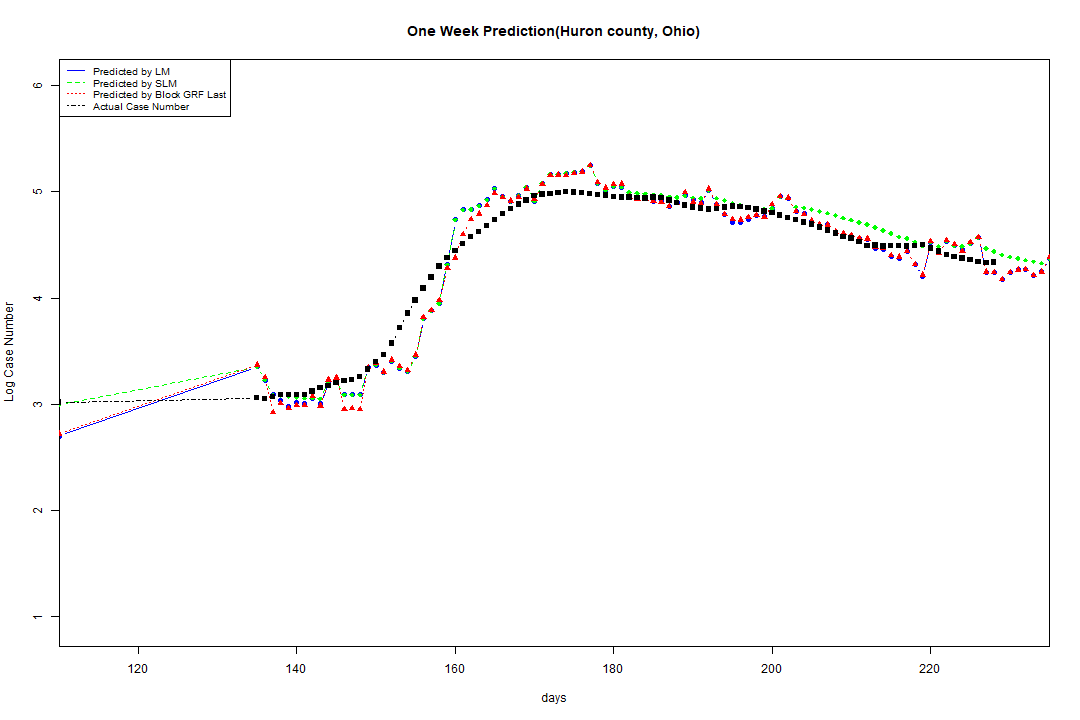 One Week Prediction(Huron county, Ohio)
Predicted by LM
Predicted by SLM
Predicted by Block GRF Last
Actual Case Number
6
5
4
3
2
1
Log Case Number
120 140 160 180 200 220
days